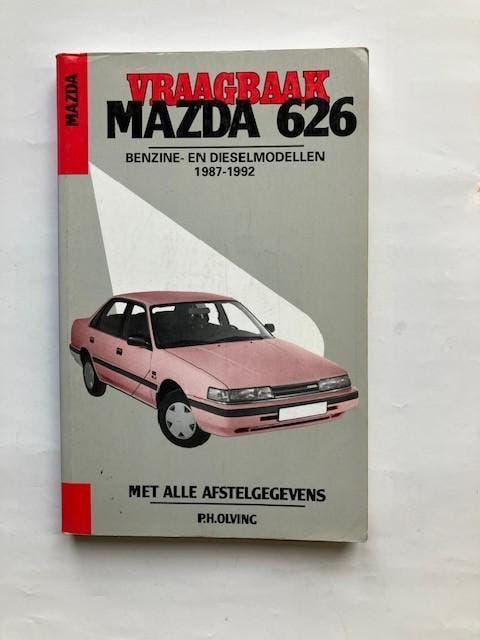 MAZDA
VRAAGBAAK
MAZDA 626
BENZINE- EN DIESELMODELLEN
1987-1992
MET ALLE AFSTELGEGEVENS
P.H.OLVING